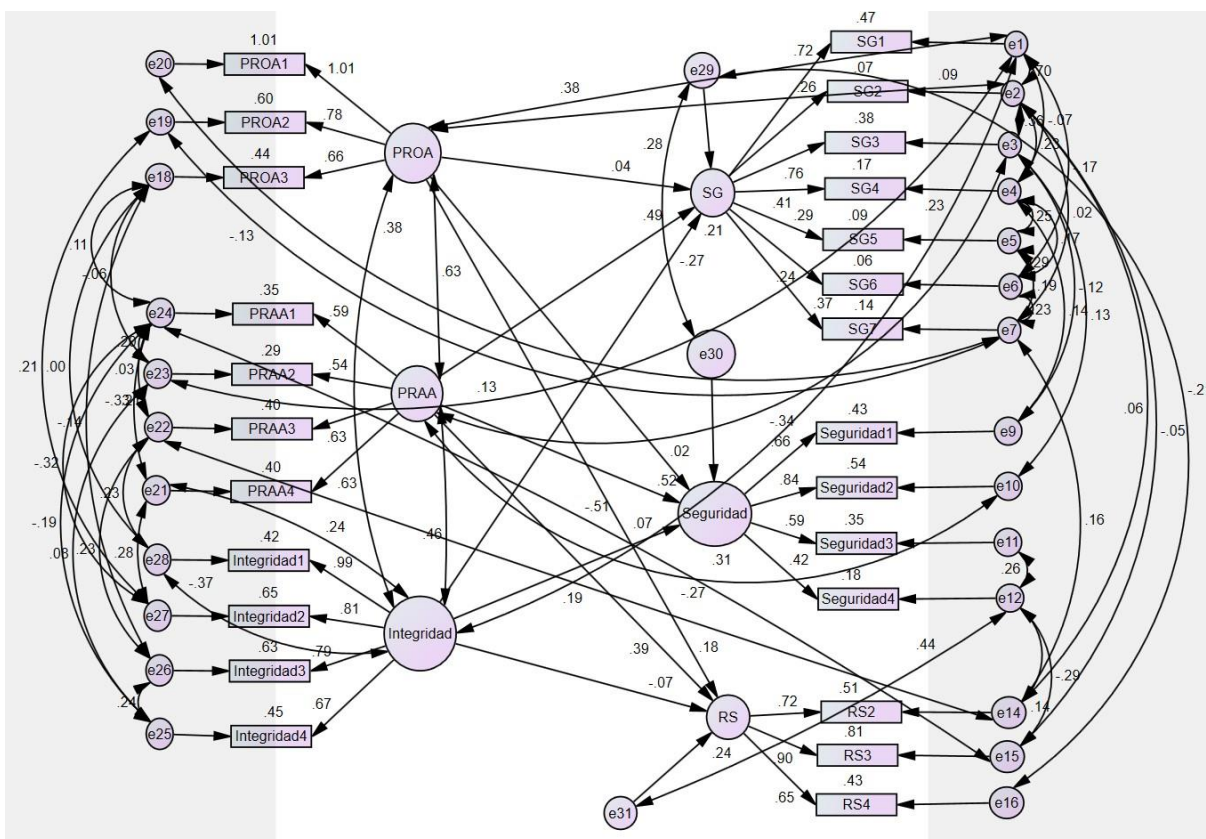 .47
1.01
SG1
e1
e20
PROA1
e29
.72
.07
.70
1.01
.38
.26
SG2
.09
e2
.60
.78
.36
-.07
e19
PROA2
.38
.44
PROA
.66
.28
SG3
e3
.23
e18
PROA3
.04
.17
.17
.76
SG4
e4
SG
.41
.11
.38
-.13
.49
.21
.29
.09
.23
.25
.02
SG5
e5
.17
-.06
.63
-.27
.06
.29
.24
SG6
e6
.19
-.12
.35
.37
.14
.23
.14
.13
e24
PRAA1
.59
SG7
e7
.29
e30
.21
.00
.03
e23
PRAA2
.54
.13
-.2
-.33
.40
PRAA
-.14
e22
PRAA3
-.34
.43
.06
-.05
.63
.66
Seguridad1
e9
-.32
.40
.02
.54
.23
e21
PRAA4
.63
.52
.84
Seguridad2
e10
-.51
Seguridad
-.19
.24
.46
.07
.59
.35
.16
.08
.23
.28
.42
.99
Seguridad3
e11
e28
Integridad1
.31
.42
.26
-.37
.18
.65
.81
.19
-.27
Seguridad4
e12
e27
Integridad2
Integridad
.63
.79
.39
.18
.44
e26
Integridad3
-.07
-.29
.24
.67
.72
.51
.45
RS
RS2
e14
.14
e25
Integridad4
.24
.90
.81
RS3
e15
.65
.43
e31
RS4
e16